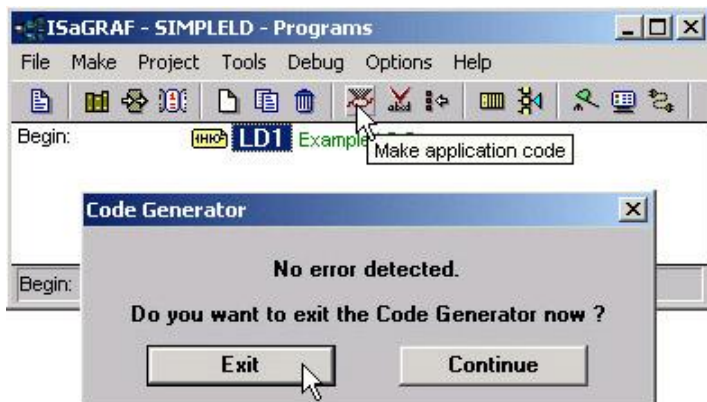 ISaGRAF - SIMPLELD - Programs
File Make Project Tools Debug Options Help
Begin: LD1 Example
Make application code
Code Generator
No error detected.
Begin:
Do you want to exit the Code Generator now ?
Exit Continue